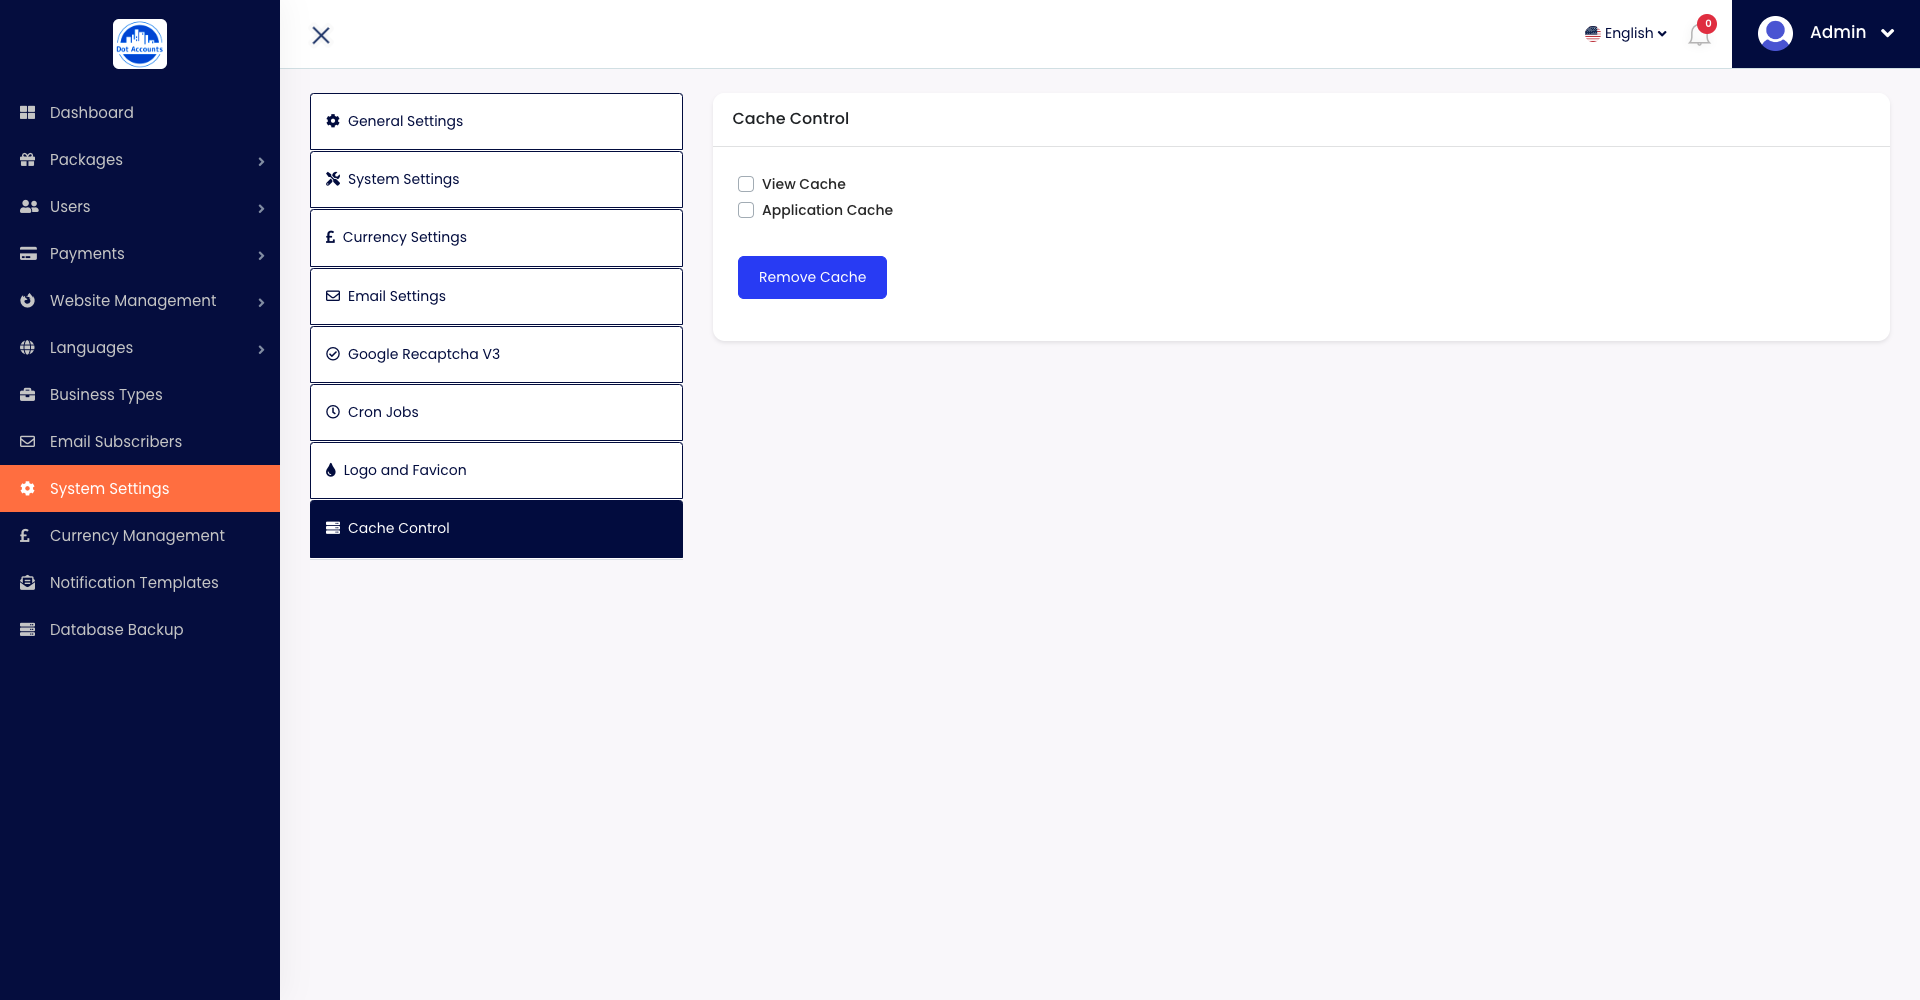 Dot Accounts
English
0
Admin
Dashboard
Packages
Users
Payments
Website Management
Languages
Business Types
Email Subscribers
System Settings
Currency Management
Notification Templates
Database Backup
General Settings
System Settings
Currency Settings
Email Settings
Google Recaptcha V3
Cron Jobs
Logo and Favicon
Cache Control
Cache Control
View Cache
Application Cache
Remove Cache